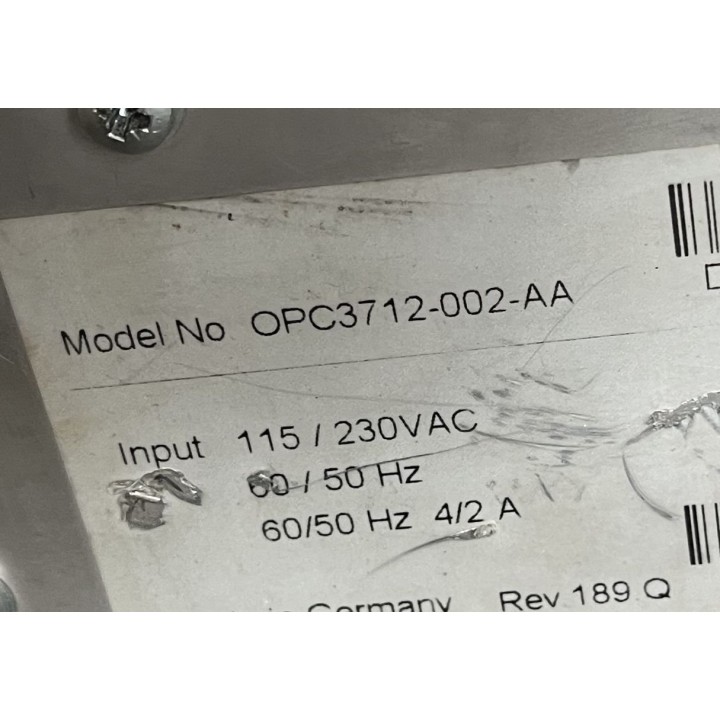 Model No OPC3712-002-AA
Input 115 / 230VAC
60 / 50 Hz
60/50 Hz 4/2 A
Germany Rev 189 Q